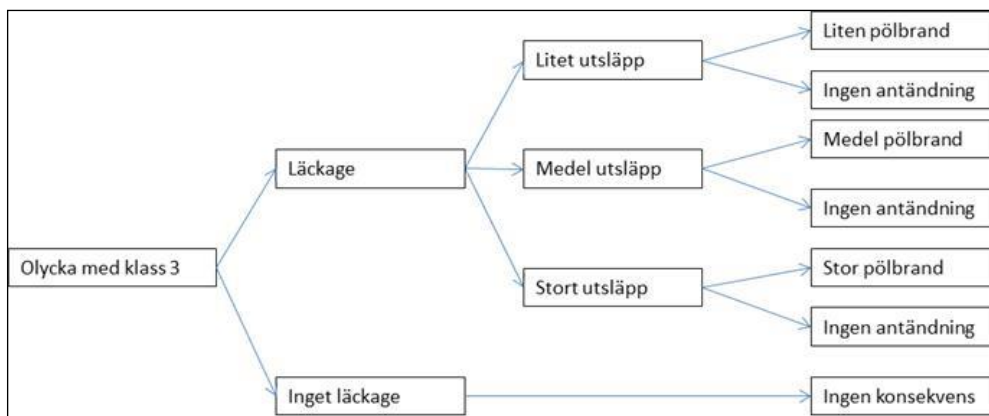 Liten pölbrand
Litet utsläpp
Ingen antändning
Medel pölbrand
Läckage
Medel utsläpp
Ingen antändning
Olycka med klass 3
Stor pölbrand
Stort utsläpp
Ingen antändning
Inget läckage
Ingen konsekvens